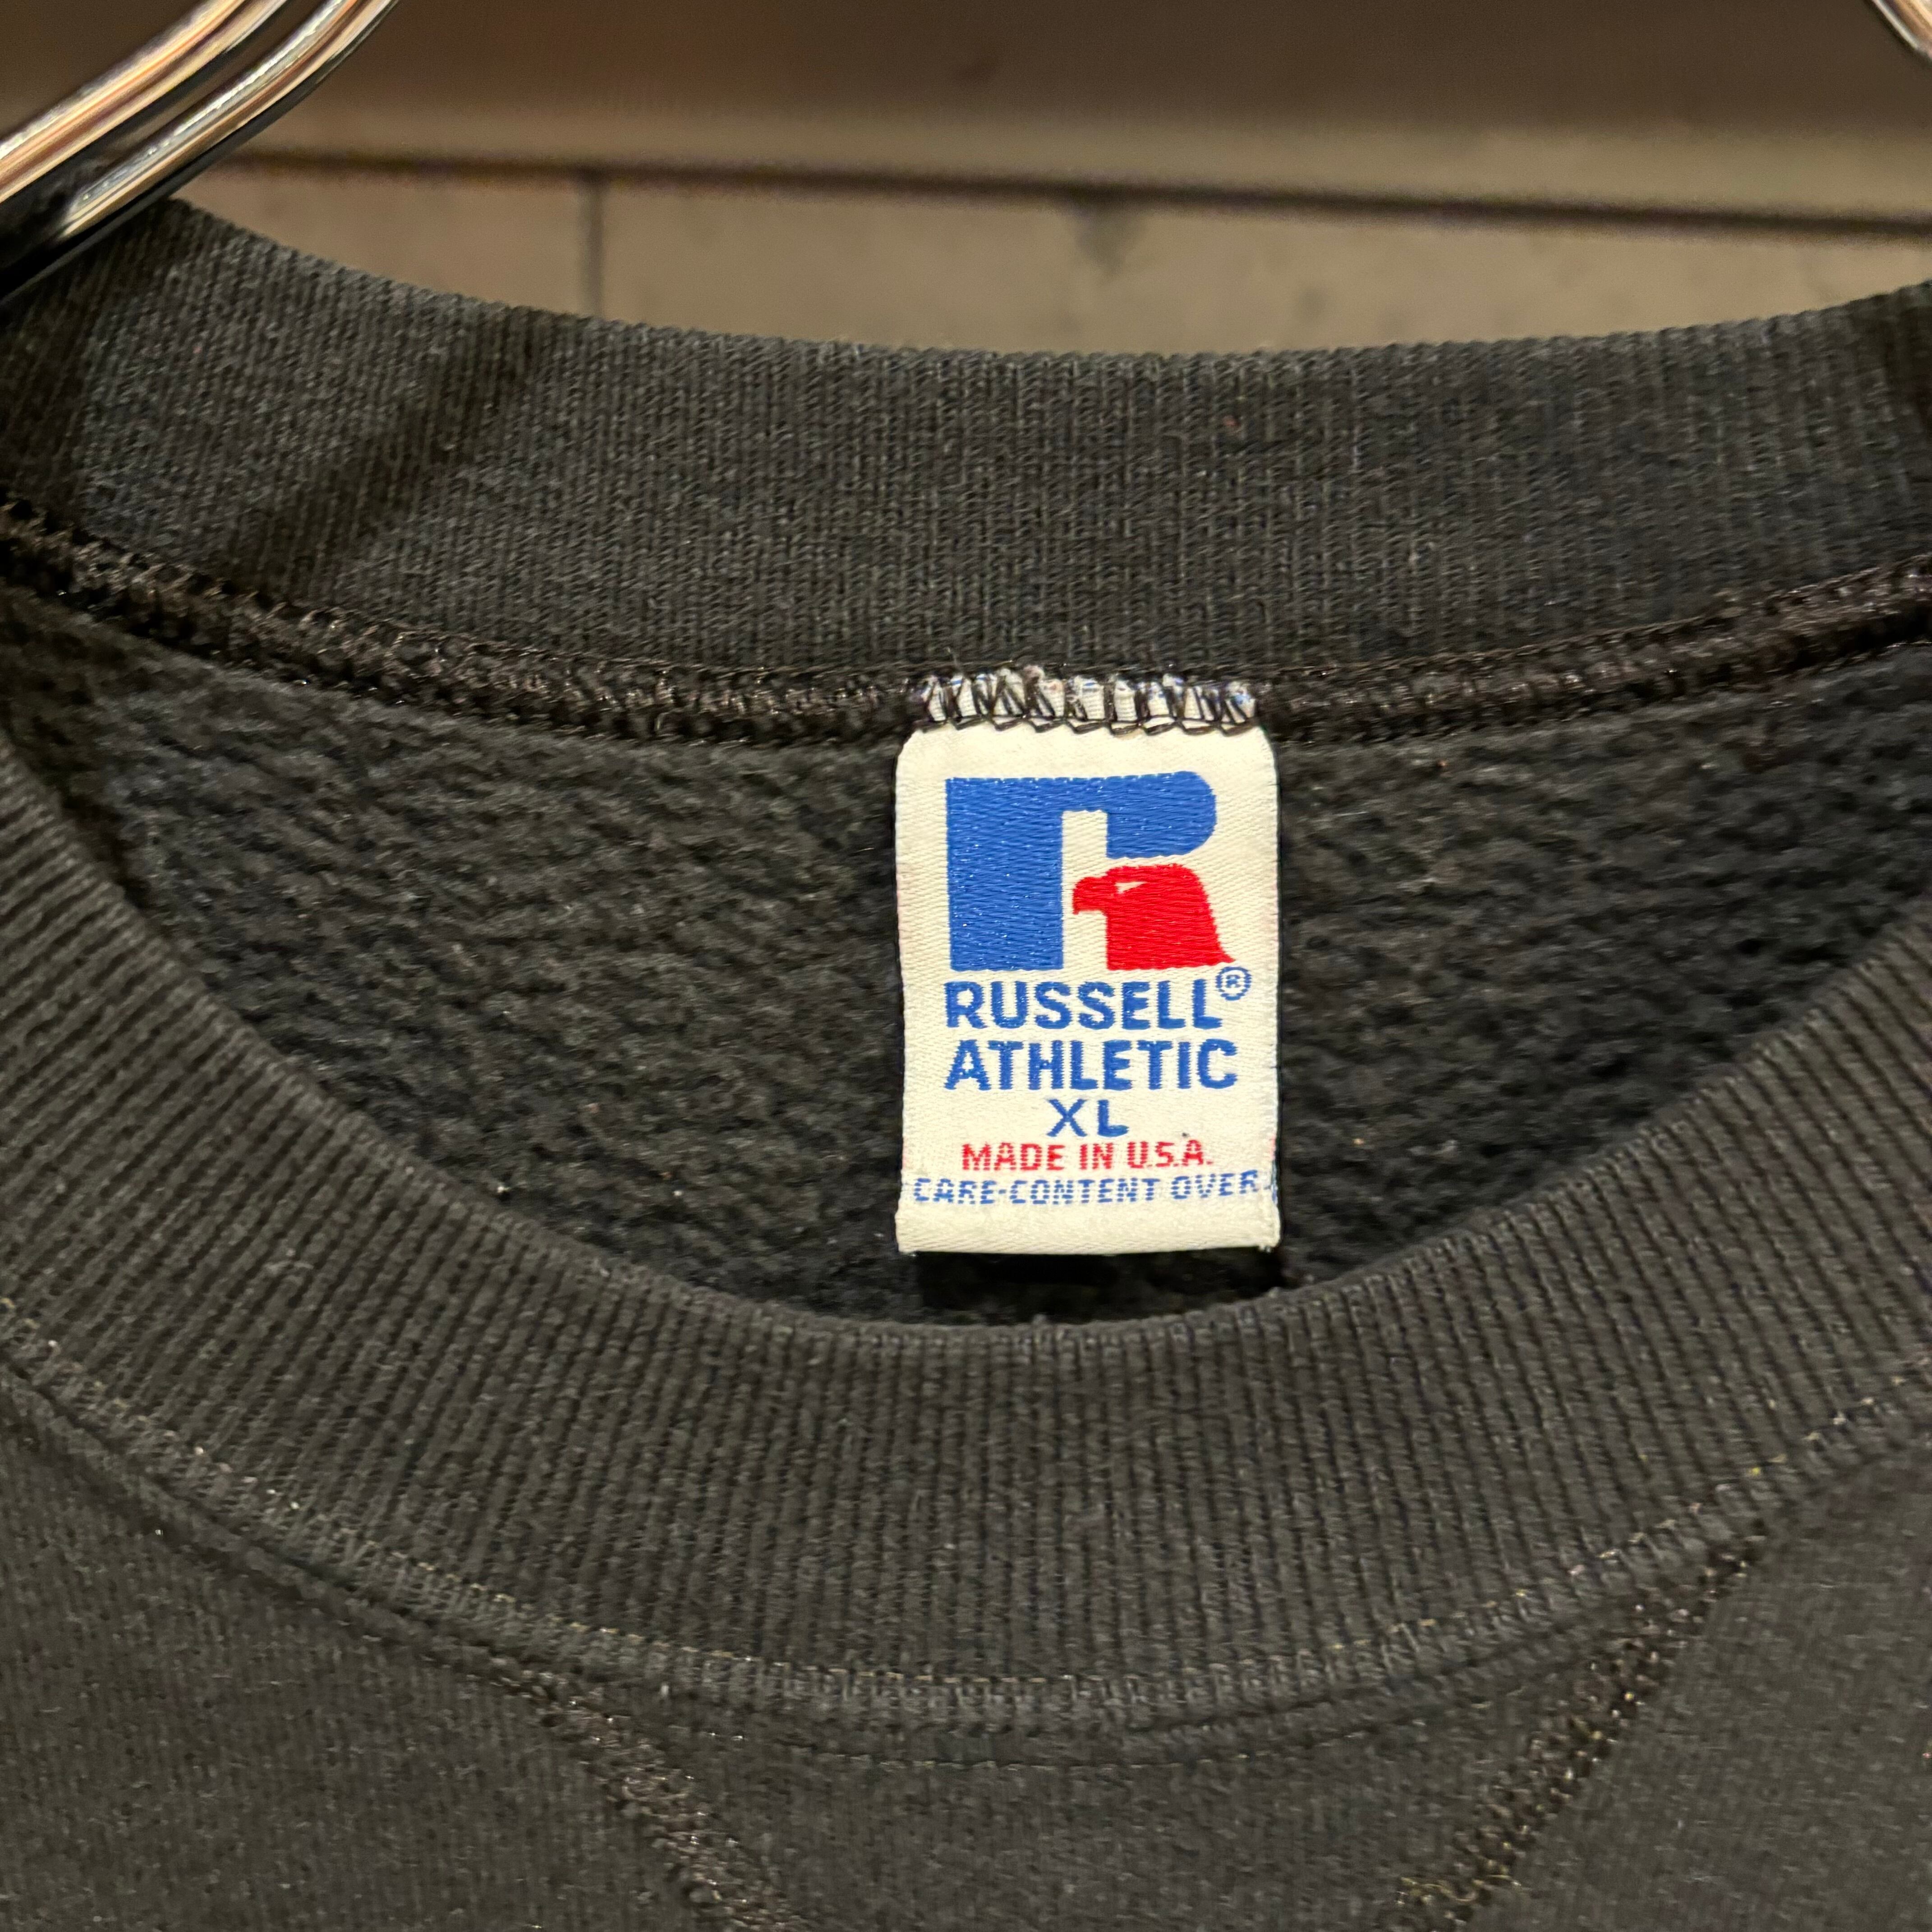 R
RUSSELL®
ATHLETIC
XL
MADE IN U.S.A.
CARE-CONTENT OVER